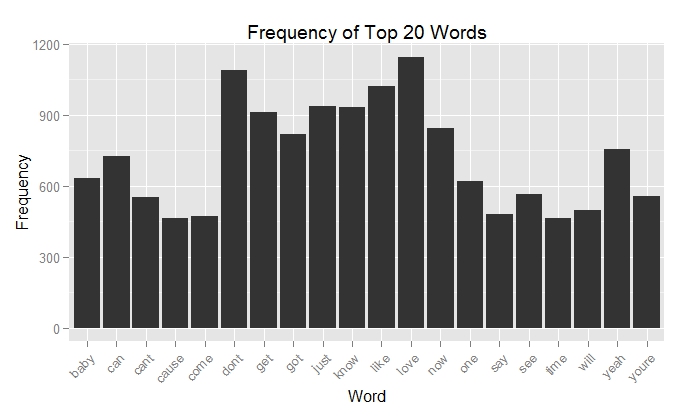 Frequency of Top 20 Words
1200
900
600
300
0
Frequency
baby can cant cause come dont get got just know like love now one say see time will yeah youre
Word